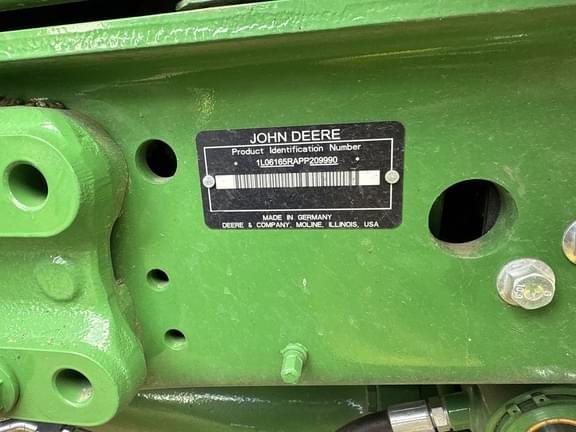 JOHN DEERE
Product Identification Number
* 1L06165RAPP209990 *
MADE IN GERMANY
DEERE & COMPANY, MOLINE, ILLINOIS, USA